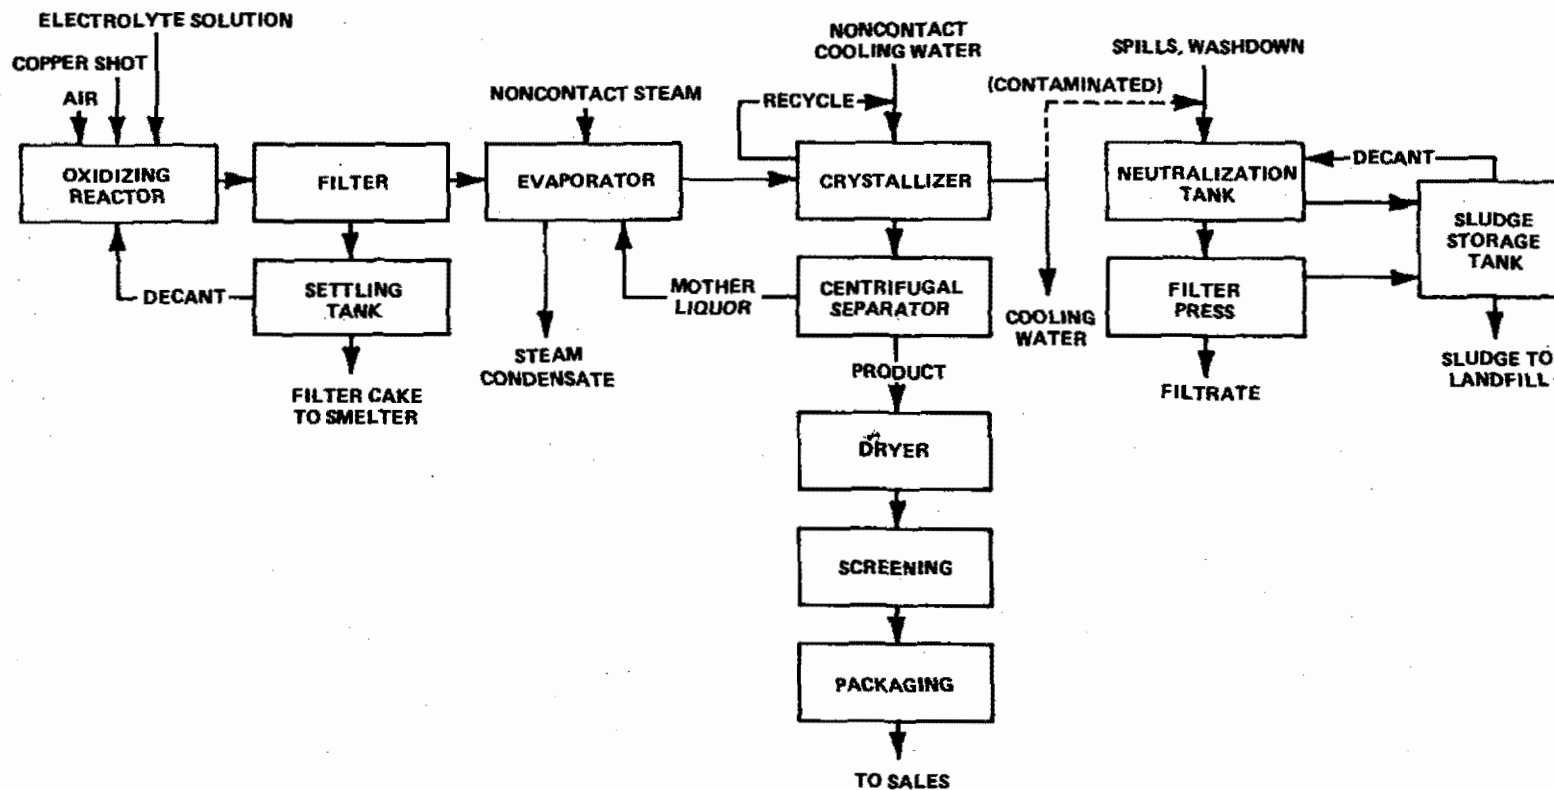 ELECTROLYTE SOLUTION
COPPER SHOT
AIR
OXIDIZING
REACTOR
FILTER
DECANT
SETTLING
TANK
FILTER CAKE
TO SMELTER
NONCONTACT STEAM
EVAPORATOR
STEAM
CONDENSATE
MOTHER
LIQUOR
NONCONTACT
COOLING WATER
RECYCLE
CRYSTALLIZER
CENTRIFUGAL
SEPARATOR
PRODUCT
DRYER
SCREENING
PACKAGING
TO SALES
(CONTAMINATED)
COOLING
WATER
SPILLS, WASHDOWN
NEUTRALIZATION
TANK
FILTER
PRESS
FILTRATE
DECANT
SLUDGE
STORAGE
TANK
SLUDGE TO
LANDFILL